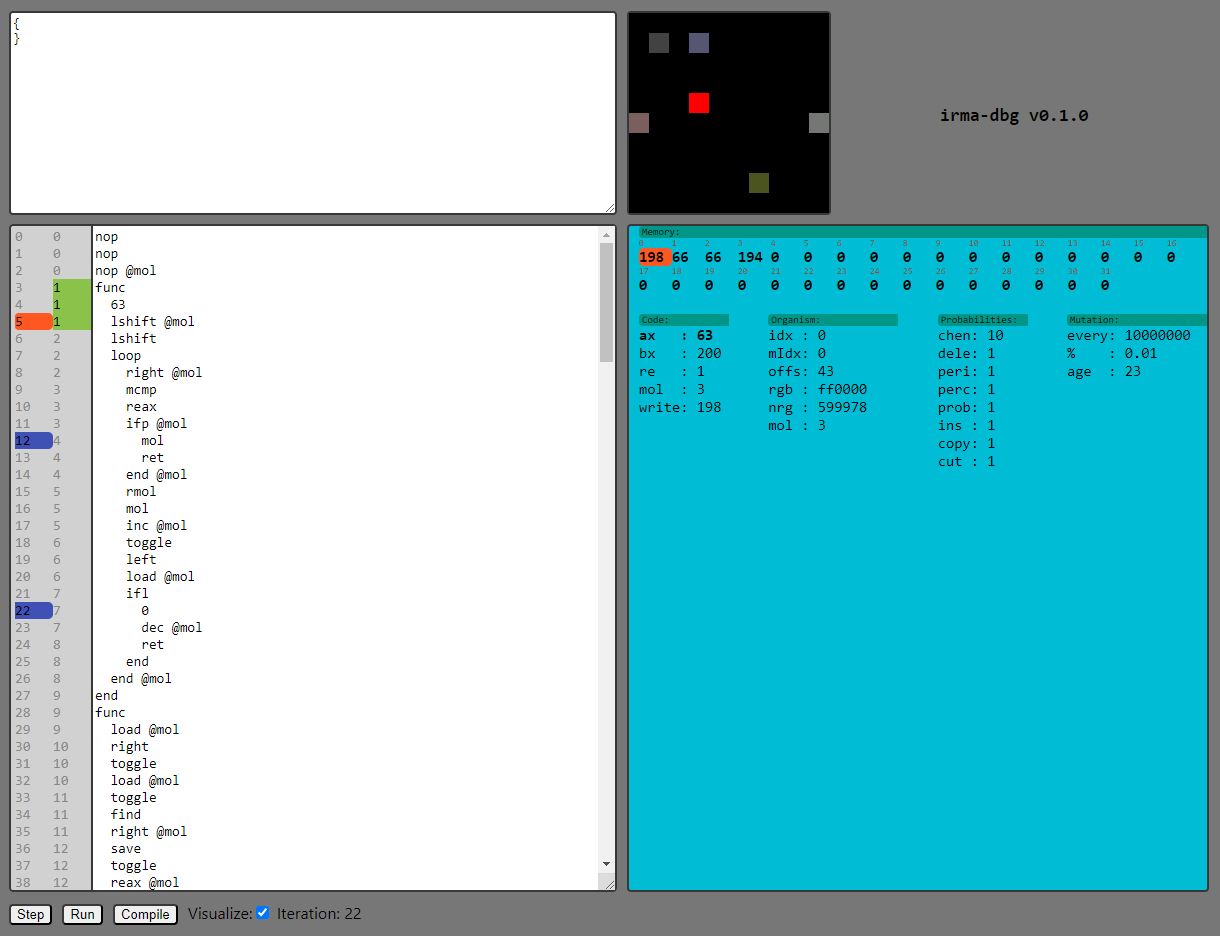 {
}
irma-dbg v0.1.0
0 0 nop
1 0 nop
2 0 nop @mol
3 1 func
4 1 63
5 1 lshift @mol
6 2 lshift
7 2 loop
8 2 right @mol
9 3 mcmp
10 3 reax
11 3 ifp @mol
12 4 mol
13 4 ret
14 4 end @mol
15 5 rmol
16 5 mol
17 5 inc @mol
18 6 toggle
19 6 left
20 6 load @mol
21 7 ifl
22 7 0
23 7 dec @mol
24 8 ret
25 8 end
26 8 end @mol
27 9 end
28 9 func
29 9 load @mol
30 10 right
31 10 toggle
32 10 load @mol
33 11 toggle
34 11 find
35 11 right @mol
36 12 save
37 12 toggle
38 12 reax @mol
Memory:
0 1 2 3 4 5 6 7 8 9 10 11 12 13 14 15 16
198 66 66 194 0 0 0 0 0 0 0 0 0 0 0 0 0
17 18 19 20 21 22 23 24 25 26 27 28 29 30 31
0 0 0 0 0 0 0 0 0 0 0 0 0 0 0
Code:
ax : 63
bx : 200
re : 1
mol : 3
write: 198
Organism:
idx : 0
mIdx: 0
offs: 43
rgb : ff0000
nrg : 599978
mol : 3
Probabilities:
chen: 10
dele: 1
peri: 1
perc: 1
prob: 1
ins : 1
copy: 1
cut : 1
Mutation:
every: 10000000
% : 0.01
age : 23
Step Run Compile Visualize: Iteration: 22